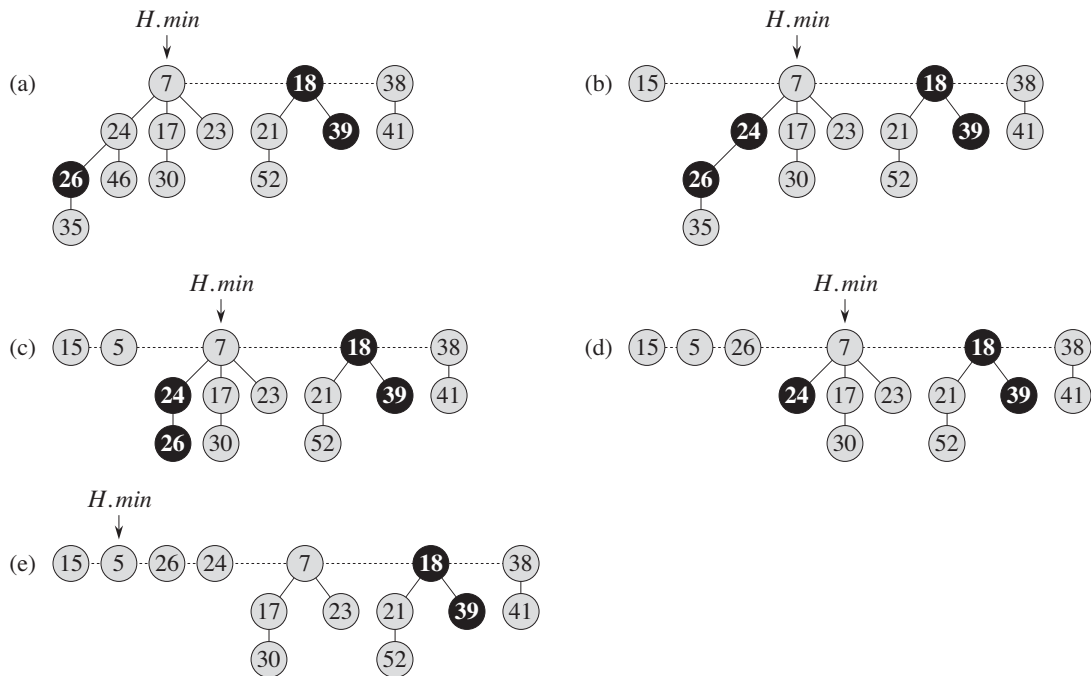 H.min
(a) 7 18 38
24 17 23 21 39 41
26 46 30 52
35
H.min
(b) 15 7 18 38
24 17 23 21 39 41
26 30 52
35
H.min
(c) 15 5 7 18 38
24 17 23 21 39 41
26 30 52
H.min
(d) 15 5 26 7 18 38
24 17 23 21 39 41
30 52
H.min
(e) 15 5 26 24 7 18 38
17 23 21 39 41
30 52